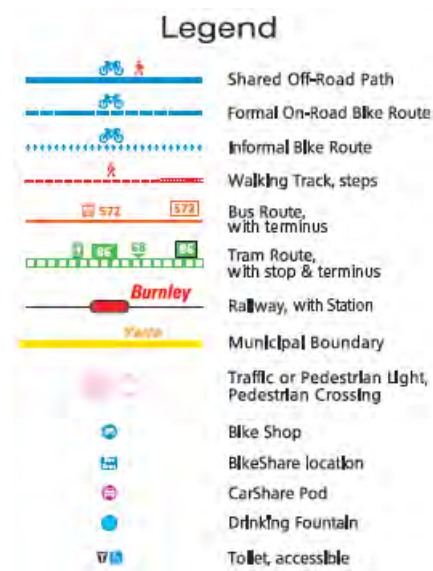 Legend
Shared Off-Road Path
Formal On-Road Bike Route
Informal Bike Route
Walking Track, steps
572 572
Bus Route,
with terminus
86 68 86
Tram Route,
with stop & terminus
Burnley
Railway, with Station
Yarra
Municipal Boundary
Traffic or Pedestrian Light,
Pedestrian Crossing
Bike Shop
BikeShare location
CarShare Pod
Drinking Fountain
Toilet, accessible